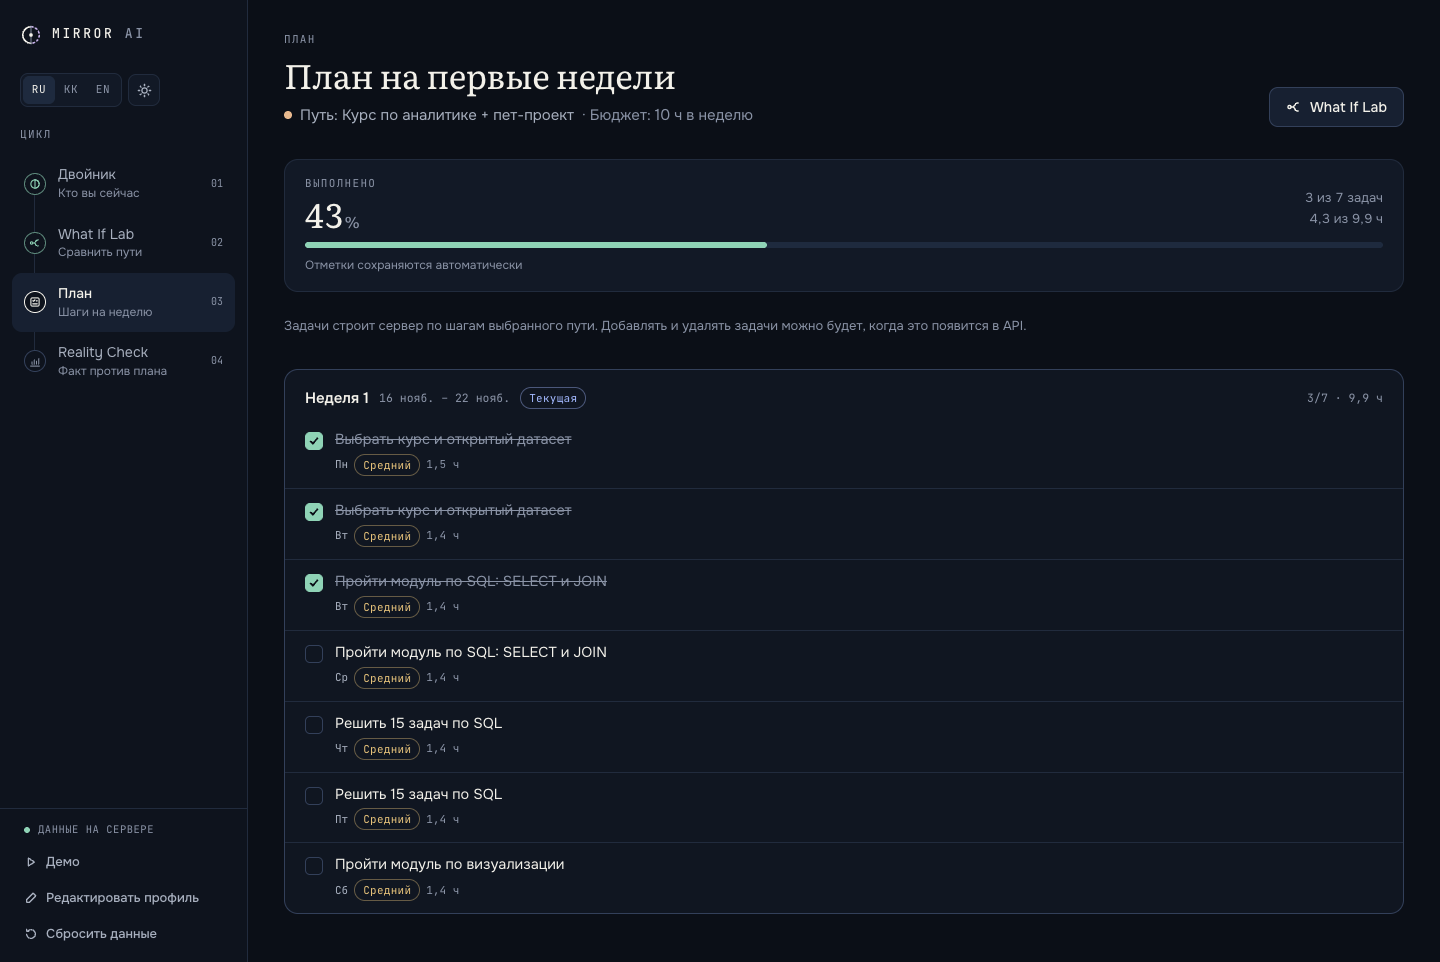 MIRROR AI
RU KK EN
ЦИКЛ
Двойник
Кто вы сейчас
01
What If Lab
Сравнить пути
02
План
Шаги на неделю
03
Reality Check
Факт против плана
04
ДАННЫЕ НА СЕРВЕРЕ
Демо
Редактировать профиль
Сбросить данные
ПЛАН
План на первые недели
Путь: Курс по аналитике + пет-проект · Бюджет: 10 ч в неделю
What If Lab
ВЫПОЛНЕНО
43%
3 из 7 задач
4,3 из 9,9 ч
Отметки сохраняются автоматически
Задачи строит сервер по шагам выбранного пути. Добавлять и удалять задачи можно будет, когда это появится в API.
Неделя 1 16 нояб. – 22 нояб. Текущая 3/7 · 9,9 ч
Выбрать курс и открытый датасет
Пн Средний 1,5 ч
Выбрать курс и открытый датасет
Вт Средний 1,4 ч
Пройти модуль по SQL: SELECT и JOIN
Вт Средний 1,4 ч
Пройти модуль по SQL: SELECT и JOIN
Ср Средний 1,4 ч
Решить 15 задач по SQL
Чт Средний 1,4 ч
Решить 15 задач по SQL
Пт Средний 1,4 ч
Пройти модуль по визуализации
Сб Средний 1,4 ч